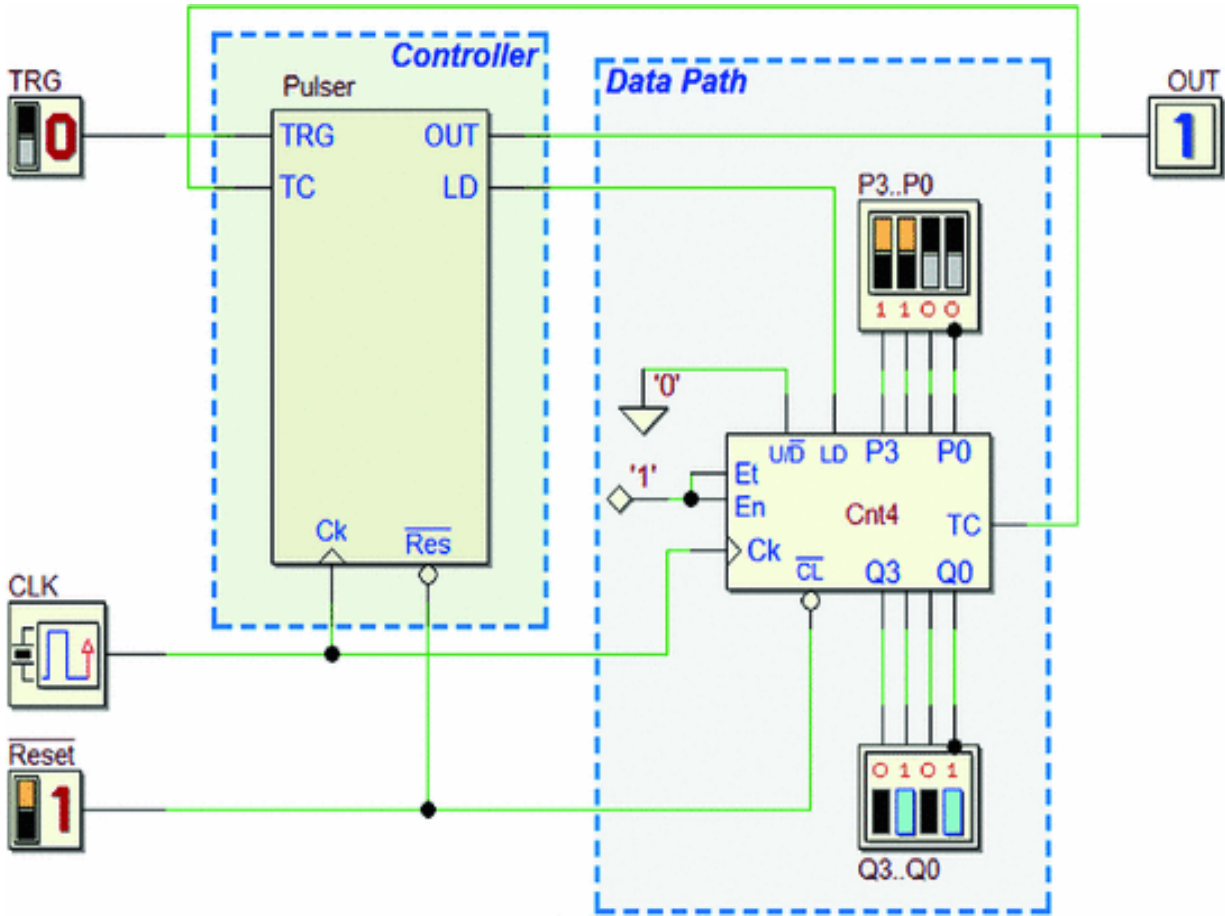 Controller
Data Path
TRG
0
Pulser
TRG
OUT
TC
LD
Ck
Res
OUT
1
P3..P0
1 1 0 0
'0'
'1'
U/D LD P3 P0
Et
En
Cnt4
TC
Ck
CL Q3 Q0
CLK
Reset
1
0 1 0 1
Q3..Q0